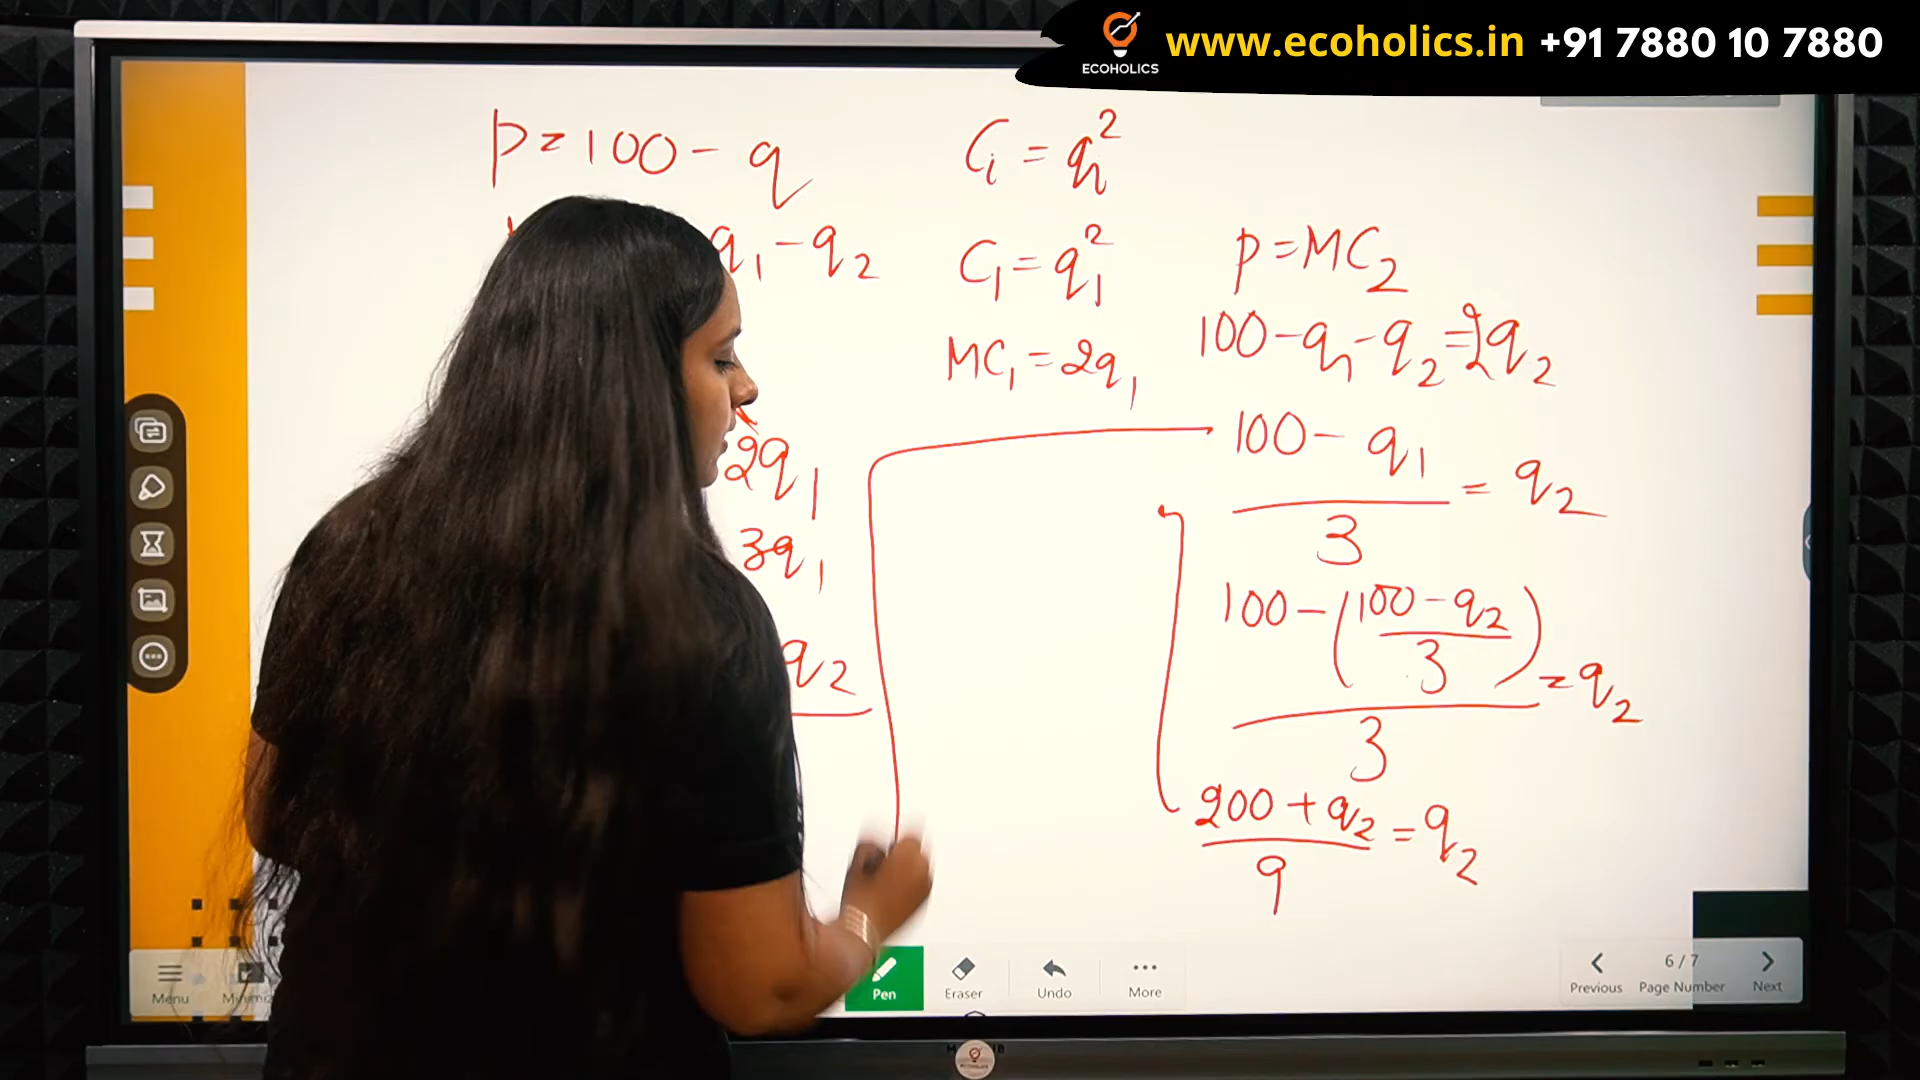 www.ecoholics.in +91 7880 10 7880
ECOHOLICS
p = 100 - q
q₁ - q₂
2q₁
3q₁
q₂
Cᵢ = qᵢ²
C₁ = q₁²
MC₁ = 2q₁
p = MC₂
100 - q₁ - q₂ = 2q₂
100 - q₁
= q₂
3
100 - (100 - q₂
3)
= q₂
3
200 + q₂
= q₂
9
Menu
Pen
Eraser
Undo
More
Previous
6 / 7
Page Number
Next